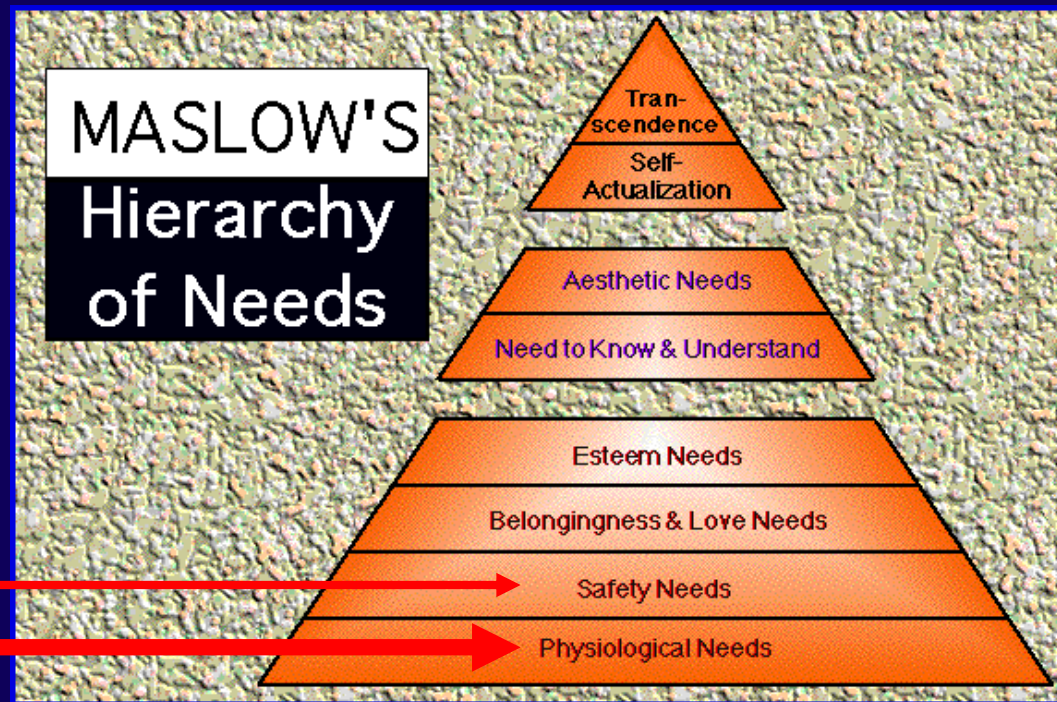 MASLOW'S
Hierarchy
of Needs
Tran-
scendence
Self-
Actualization
Aesthetic Needs
Need to Know & Understand
Esteem Needs
Belongingness & Love Needs
Safety Needs
Physiological Needs